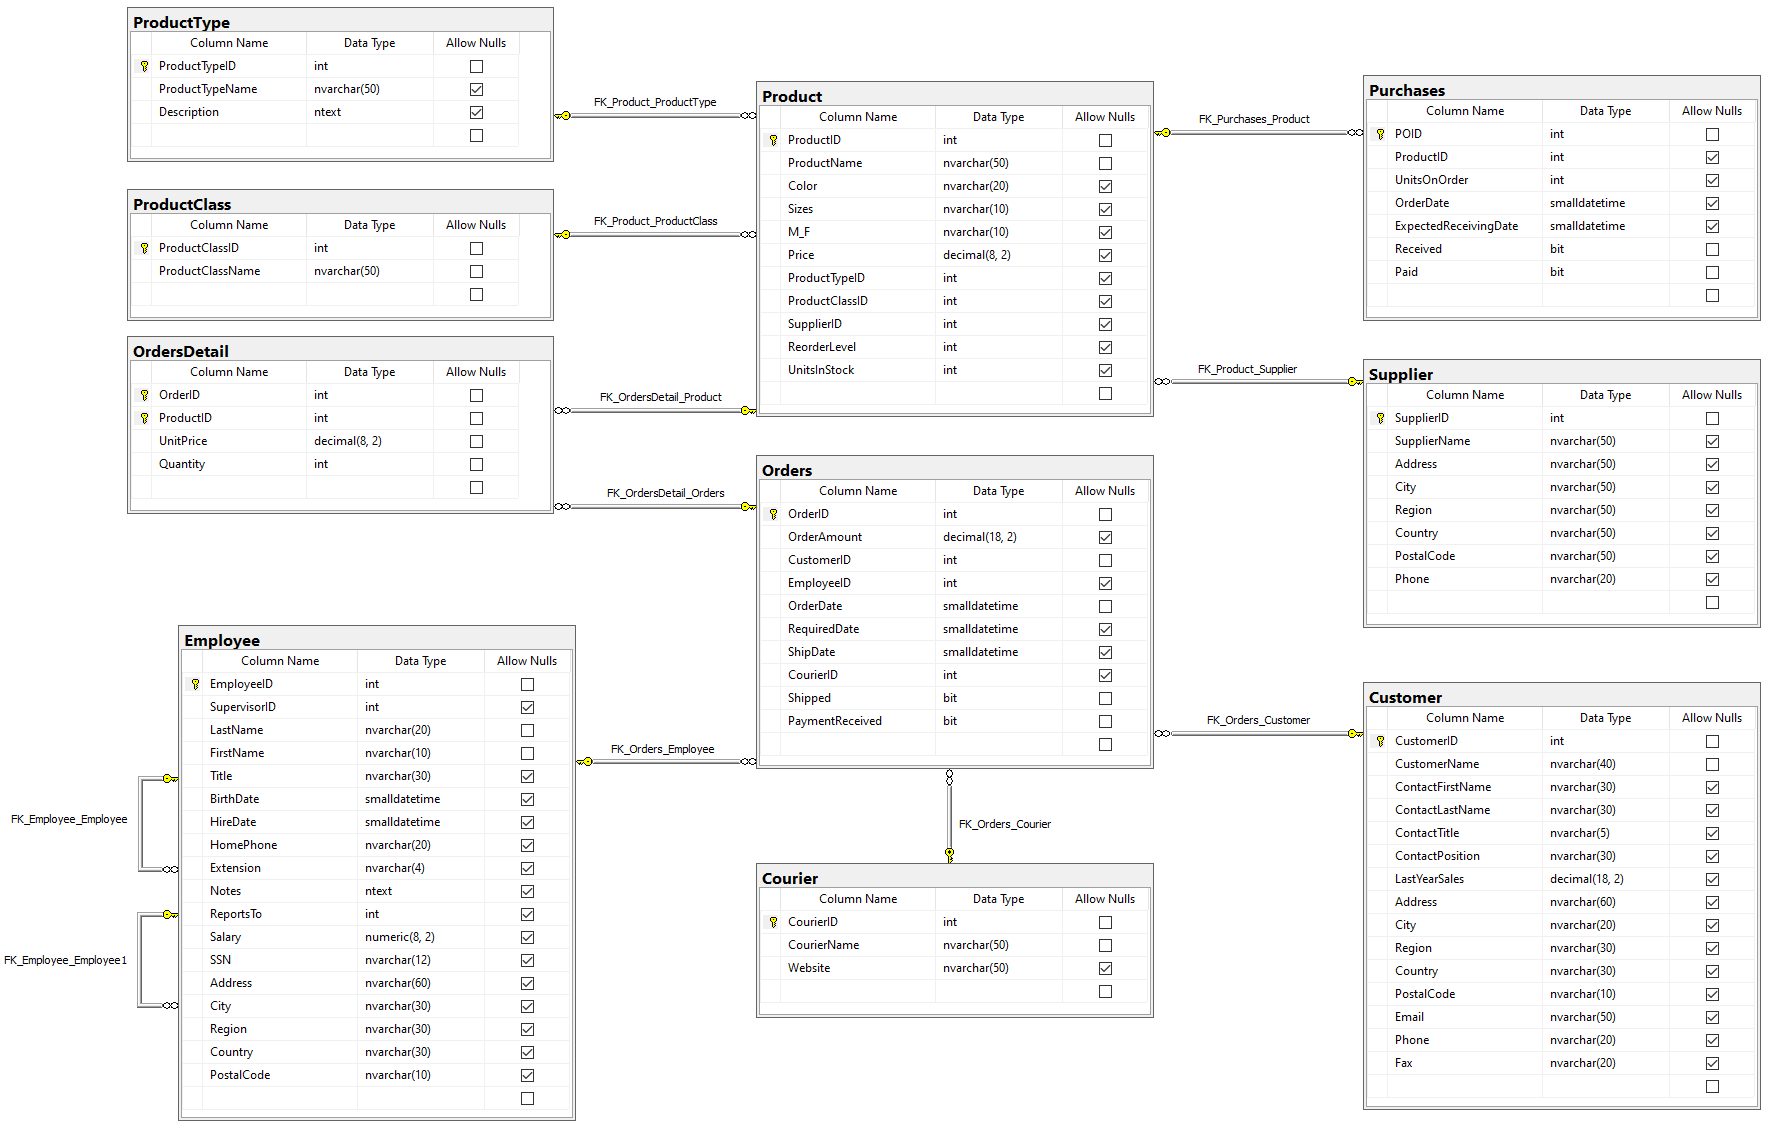 ProductType
Column Name Data Type Allow Nulls
ProductTypeID int
ProductTypeName nvarchar(50)
Description ntext
ProductClass
Column Name Data Type Allow Nulls
ProductClassID int
ProductClassName nvarchar(50)
OrdersDetail
Column Name Data Type Allow Nulls
OrderID int
ProductID int
UnitPrice decimal(8, 2)
Quantity int
FK_Product_ProductType
FK_Product_ProductClass
FK_OrdersDetail_Product
FK_OrdersDetail_Orders
Product
Column Name Data Type Allow Nulls
ProductID int
ProductName nvarchar(50)
Color nvarchar(20)
Sizes nvarchar(10)
M_F nvarchar(10)
Price decimal(8, 2)
ProductTypeID int
ProductClassID int
SupplierID int
ReorderLevel int
UnitsInStock int
FK_Purchases_Product
FK_Product_Supplier
Purchases
Column Name Data Type Allow Nulls
POID int
ProductID int
UnitsOnOrder int
OrderDate smalldatetime
ExpectedReceivingDate smalldatetime
Received bit
Paid bit
Supplier
Column Name Data Type Allow Nulls
SupplierID int
SupplierName nvarchar(50)
Address nvarchar(50)
City nvarchar(50)
Region nvarchar(50)
Country nvarchar(50)
PostalCode nvarchar(50)
Phone nvarchar(20)
Orders
Column Name Data Type Allow Nulls
OrderID int
OrderAmount decimal(18, 2)
CustomerID int
EmployeeID int
OrderDate smalldatetime
RequiredDate smalldatetime
ShipDate smalldatetime
CourierID int
Shipped bit
PaymentReceived bit
FK_Employee_Employee
FK_Employee_Employee1
Employee
Column Name Data Type Allow Nulls
EmployeeID int
SupervisorID int
LastName nvarchar(20)
FirstName nvarchar(10)
Title nvarchar(30)
BirthDate smalldatetime
HireDate smalldatetime
HomePhone nvarchar(20)
Extension nvarchar(4)
Notes ntext
ReportsTo int
Salary numeric(8, 2)
SSN nvarchar(12)
Address nvarchar(60)
City nvarchar(30)
Region nvarchar(30)
Country nvarchar(30)
PostalCode nvarchar(10)
FK_Orders_Employee
FK_Orders_Customer
FK_Orders_Courier
Courier
Column Name Data Type Allow Nulls
CourierID int
CourierName nvarchar(50)
Website nvarchar(50)
Customer
Column Name Data Type Allow Nulls
CustomerID int
CustomerName nvarchar(40)
ContactFirstName nvarchar(30)
ContactLastName nvarchar(30)
ContactTitle nvarchar(5)
ContactPosition nvarchar(30)
LastYearSales decimal(18, 2)
Address nvarchar(60)
City nvarchar(20)
Region nvarchar(30)
Country nvarchar(30)
PostalCode nvarchar(10)
Email nvarchar(50)
Phone nvarchar(20)
Fax nvarchar(20)